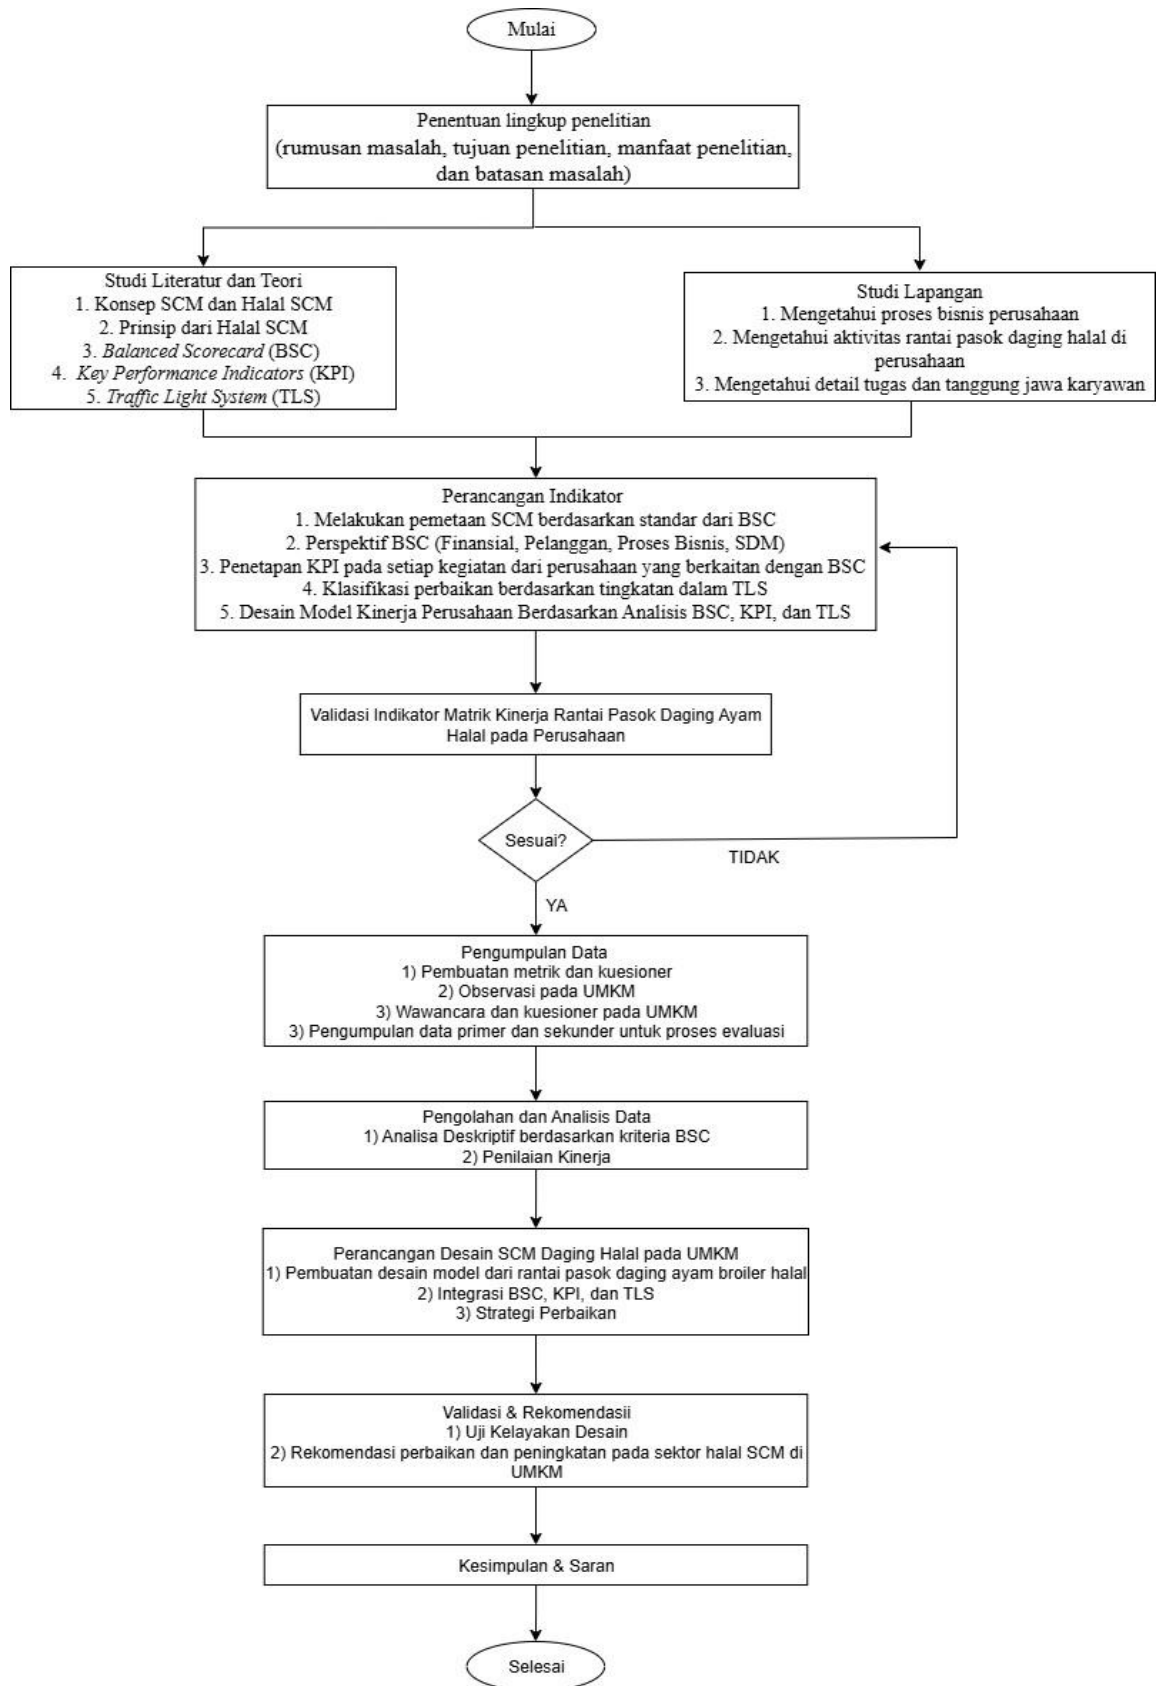 Mulai
Penentuan lingkup penelitian
(rumusan masalah, tujuan penelitian, manfaat penelitian,
dan batasan masalah)
Studi Literatur dan Teori
1. Konsep SCM dan Halal SCM
2. Prinsip dari Halal SCM
3. Balanced Scorecard (BSC)
4. Key Performance Indicators (KPI)
5. Traffic Light System (TLS)
Studi Lapangan
1. Mengetahui proses bisnis perusahaan
2. Mengetahui aktivitas rantai pasok daging halal di
perusahaan
3. Mengetahui detail tugas dan tanggung jawa karyawan
Perancangan Indikator
1. Melakukan pemetaan SCM berdasarkan standar dari BSC
2. Perspektif BSC (Finansial, Pelanggan, Proses Bisnis, SDM)
3. Penetapan KPI pada setiap kegiatan dari perusahaan yang berkaitan dengan BSC
4. Klasifikasi perbaikan berdasarkan tingkatan dalam TLS
5. Desain Model Kinerja Perusahaan Berdasarkan Analisis BSC, KPI, dan TLS
Validasi Indikator Matrik Kinerja Rantai Pasok Daging Ayam
Halal pada Perusahaan
Sesuai?
TIDAK
YA
Pengumpulan Data
1) Pembuatan metrik dan kuesioner
2) Observasi pada UMKM
3) Wawancara dan kuesioner pada UMKM
3) Pengumpulan data primer dan sekunder untuk proses evaluasi
Pengolahan dan Analisis Data
1) Analisa Deskriptif berdasarkan kriteria BSC
2) Penilaian Kinerja
Perancangan Desain SCM Daging Halal pada UMKM
1) Pembuatan desain model dari rantai pasok daging ayam broiler halal
2) Integrasi BSC, KPI, dan TLS
3) Strategi Perbaikan
Validasi & Rekomendasii
1) Uji Kelayakan Desain
2) Rekomendasi perbaikan dan peningkatan pada sektor halal SCM di
UMKM
Kesimpulan & Saran
Selesai